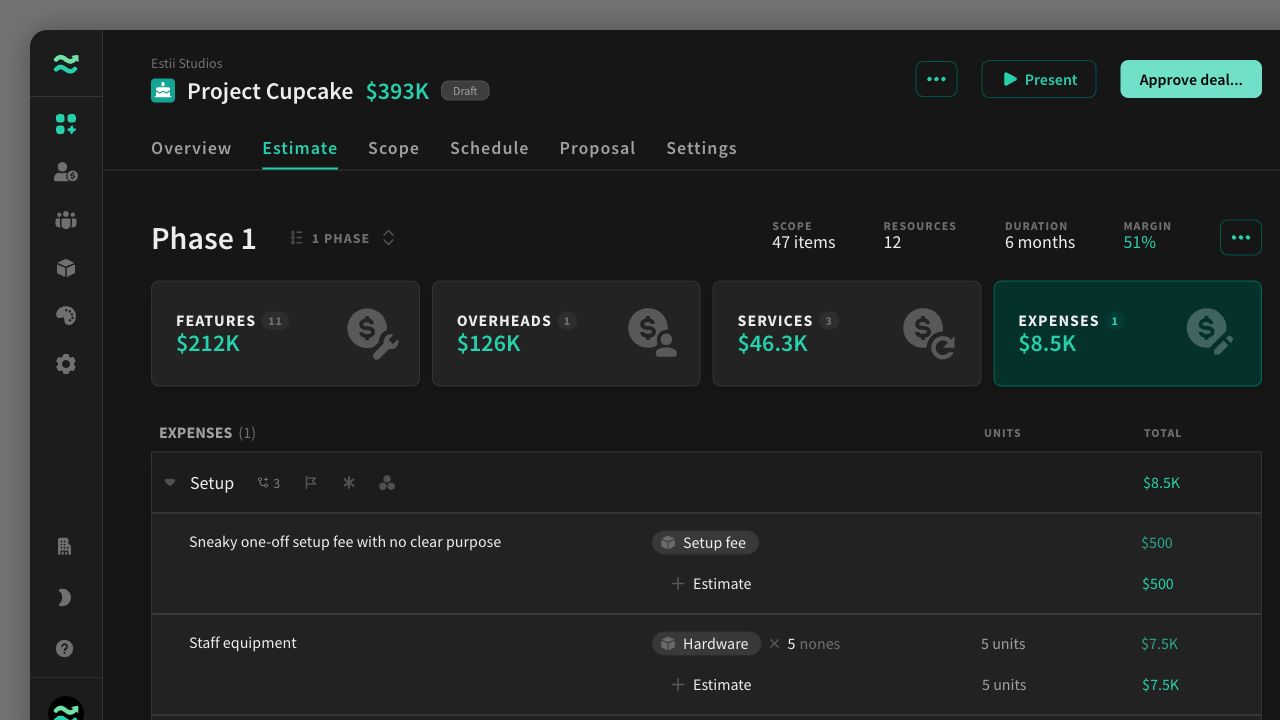 Estii Studios
Project Cupcake $393K Draft
••• Present Approve deal...
Overview Estimate Scope Schedule Proposal Settings
Phase 1 1 PHASE
SCOPE RESOURCES DURATION MARGIN
47 items 12 6 months 51%
FEATURES 11
$212K
OVERHEADS 1
$126K
SERVICES 3
$46.3K
EXPENSES 1
$8.5K
EXPENSES (1) UNITS TOTAL
Setup 3 $8.5K
Sneaky one-off setup fee with no clear purpose Setup fee $500
+ Estimate $500
Staff equipment Hardware × 5 nones 5 units $7.5K
+ Estimate 5 units $7.5K